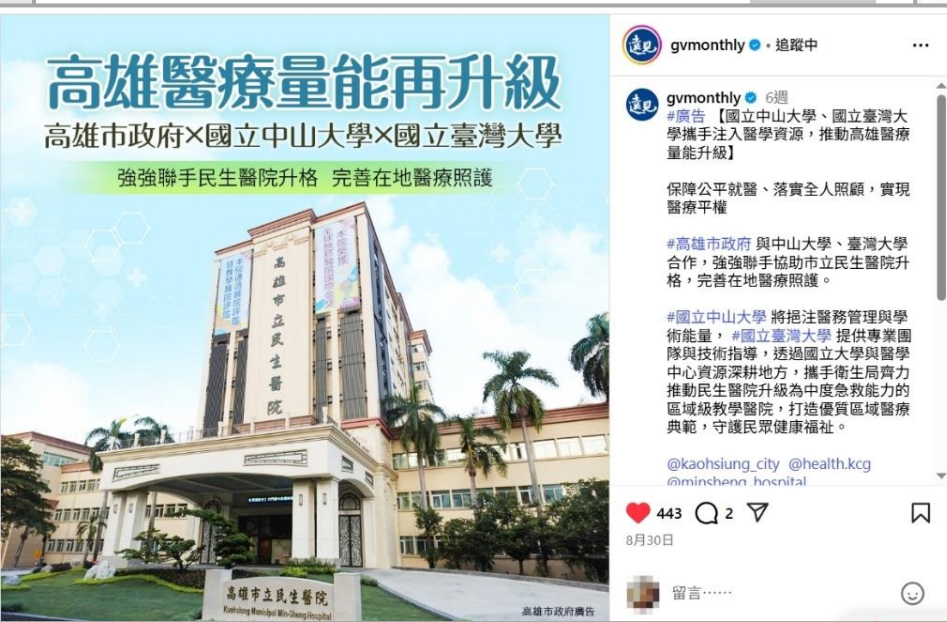 高雄醫療量能再升級
高雄市政府×國立中山大學×國立臺灣大學
強強聯手民生醫院升格 完善在地醫療照護
高雄市立民生醫院
高雄市立民生醫院
Kaohsiung Municipal Min-Sheng Hospital
高雄市政府廣告
遠見
gvmonthly • 追蹤中
遠見
gvmonthly 6週
#廣告 【國立中山大學、國立臺灣大
學攜手注入醫學資源，推動高雄醫療
量能升級】
保障公平就醫、落實全人照顧，實現
醫療平權
#高雄市政府 與中山大學、臺灣大學
合作，強強聯手協助市立民生醫院升
格，完善在地醫療照護。
#國立中山大學 將挹注醫務管理與學
術能量， #國立臺灣大學 提供專業團
隊與技術指導，透過國立大學與醫學
中心資源深耕地方，攜手衛生局齊力
推動民生醫院升級為中度急救能力的
區域級教學醫院，打造優質區域醫療
典範，守護民眾健康福祉。
@kaohsiung_city @health.kcg
@minsheng_hospital
443 2
8月30日
留言⋯⋯